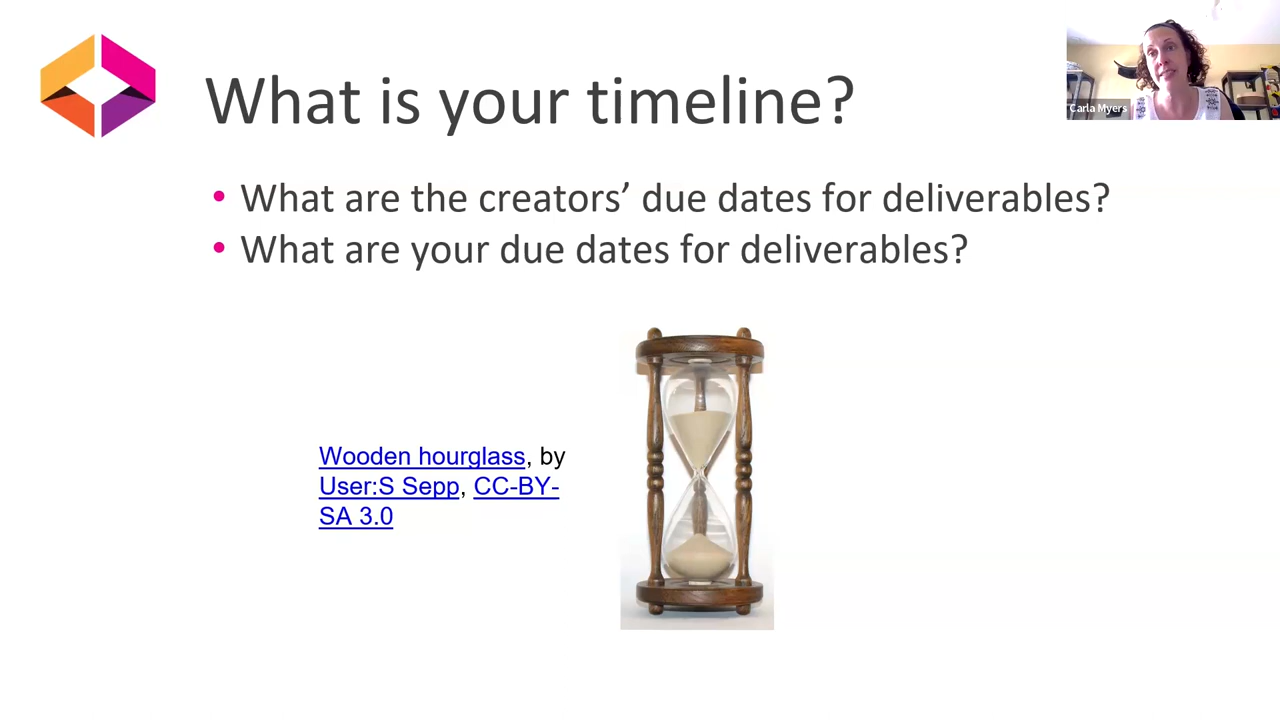 What is your timeline?
Carla Myers
• What are the creators’ due dates for deliverables?
• What are your due dates for deliverables?
Wooden hourglass, by
User:S Sepp, CC-BY-
SA 3.0